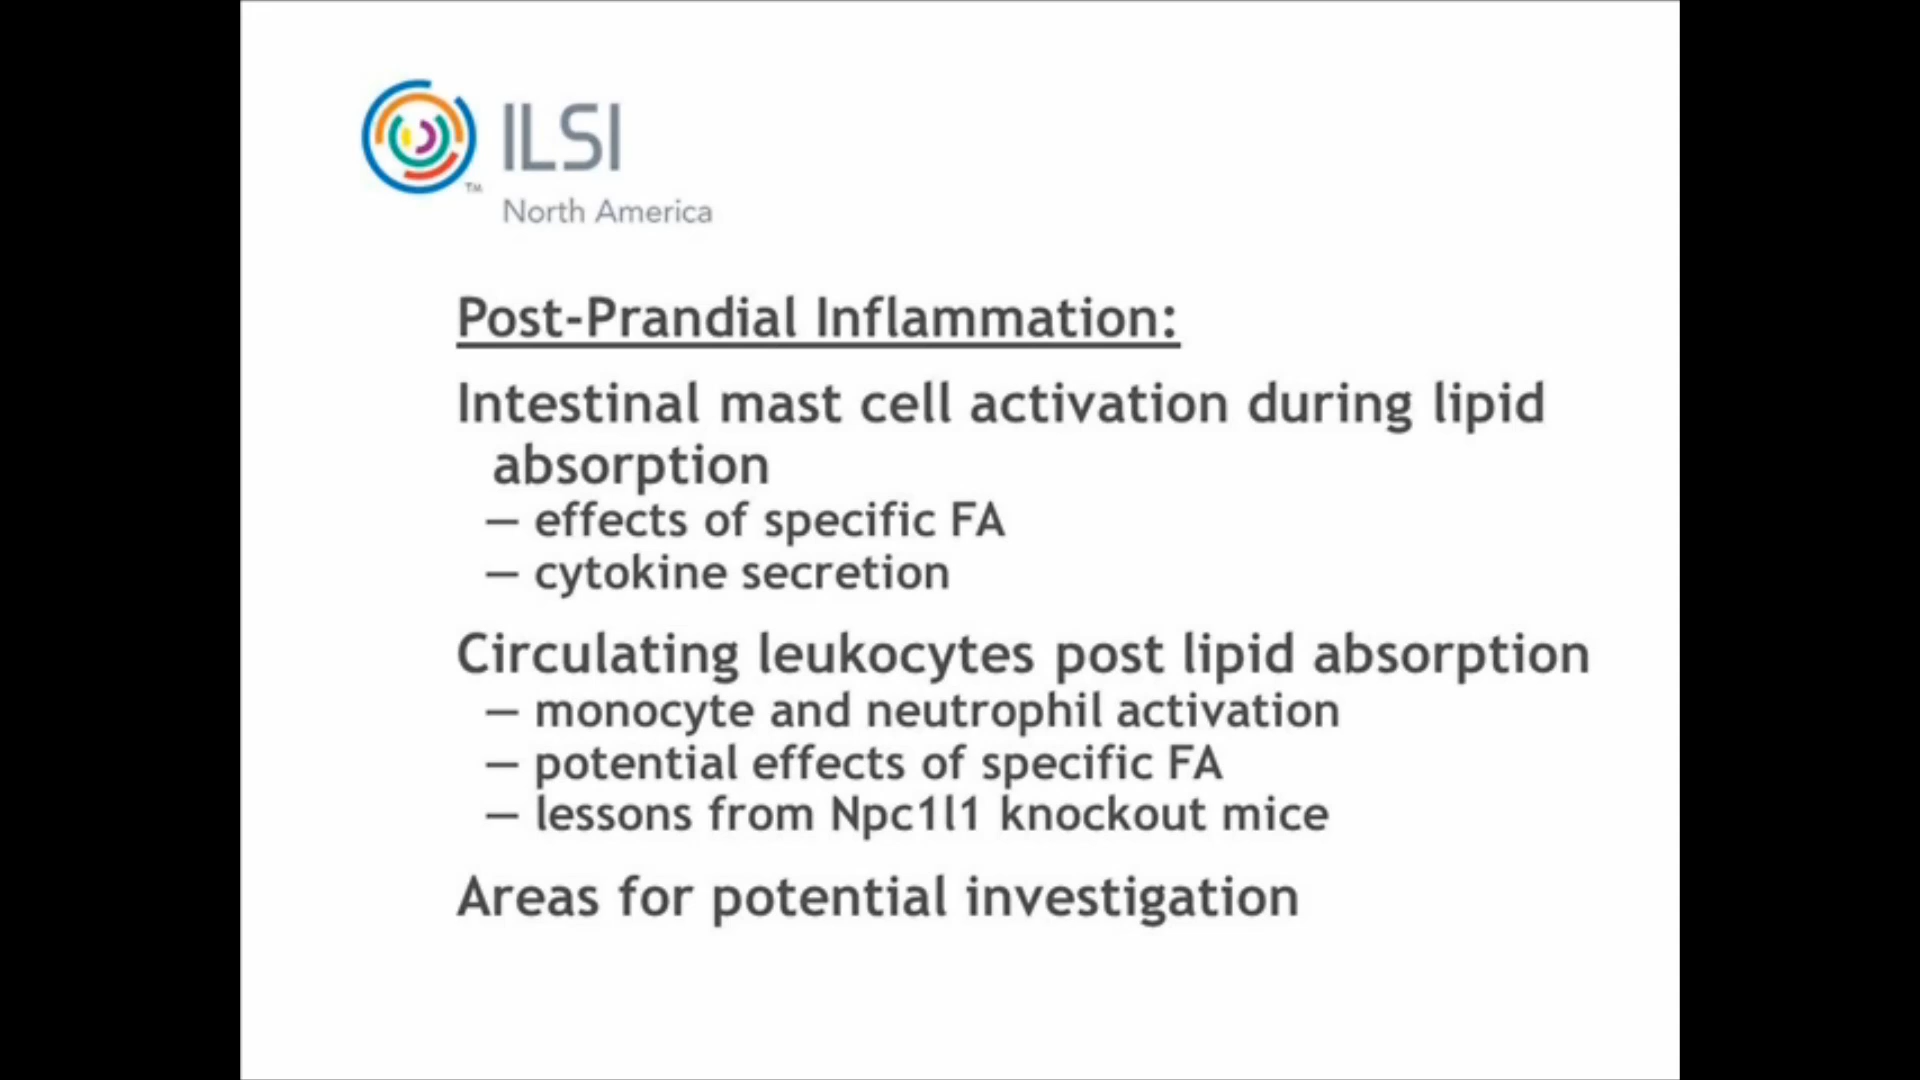 ILSI
TM
North America
Post-Prandial Inflammation:
Intestinal mast cell activation during lipid
absorption
— effects of specific FA
— cytokine secretion
Circulating leukocytes post lipid absorption
— monocyte and neutrophil activation
— potential effects of specific FA
— lessons from Npc1l1 knockout mice
Areas for potential investigation